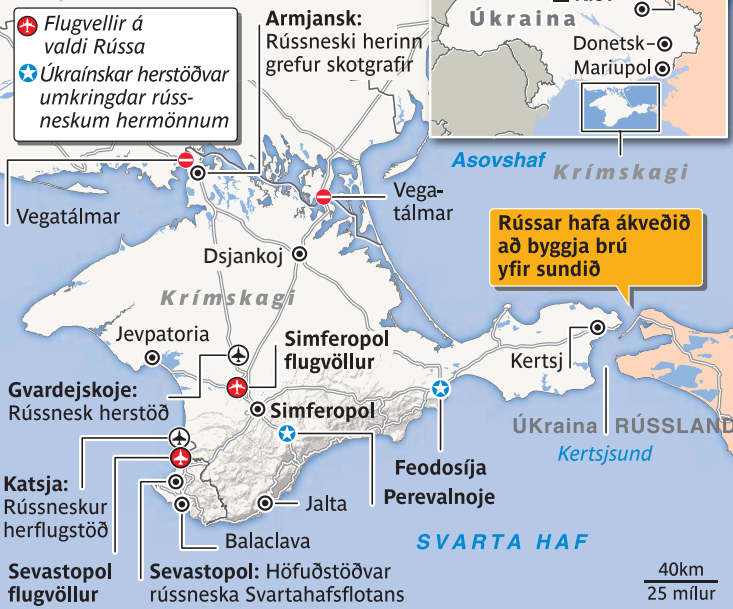 Flugvellir á
valdi Rússa
Úkraínskar herstöðvar
umkringdar rúss-
neskum hermönnum
Armjansk:
Rússneski herinn
grefur skotgrafir
Úkraína
Donetsk
Mariupol
Asovshaf
Krímskagi
Vegatálmar
Vega-
tálmar
Rússar hafa ákveðið
að byggja brú
yfir sundið
Dsjankoj
Krímskagi
Jevpatoria
Simferopol
flugvöllur
Kertsj
Gvardejskoje:
Rússnesk herstöð
Simferopol
ÚKraina
RÚSSLAND
Kertsjsund
Feodosíja
Perevalnoje
Katsja:
Rússneskur
herflugstöð
Jalta
Balaclava
SVARTA HAF
Sevastopol
flugvöllur
Sevastopol: Höfuðstöðvar
rússneska Svartahafsflotans
40km
25 mílur